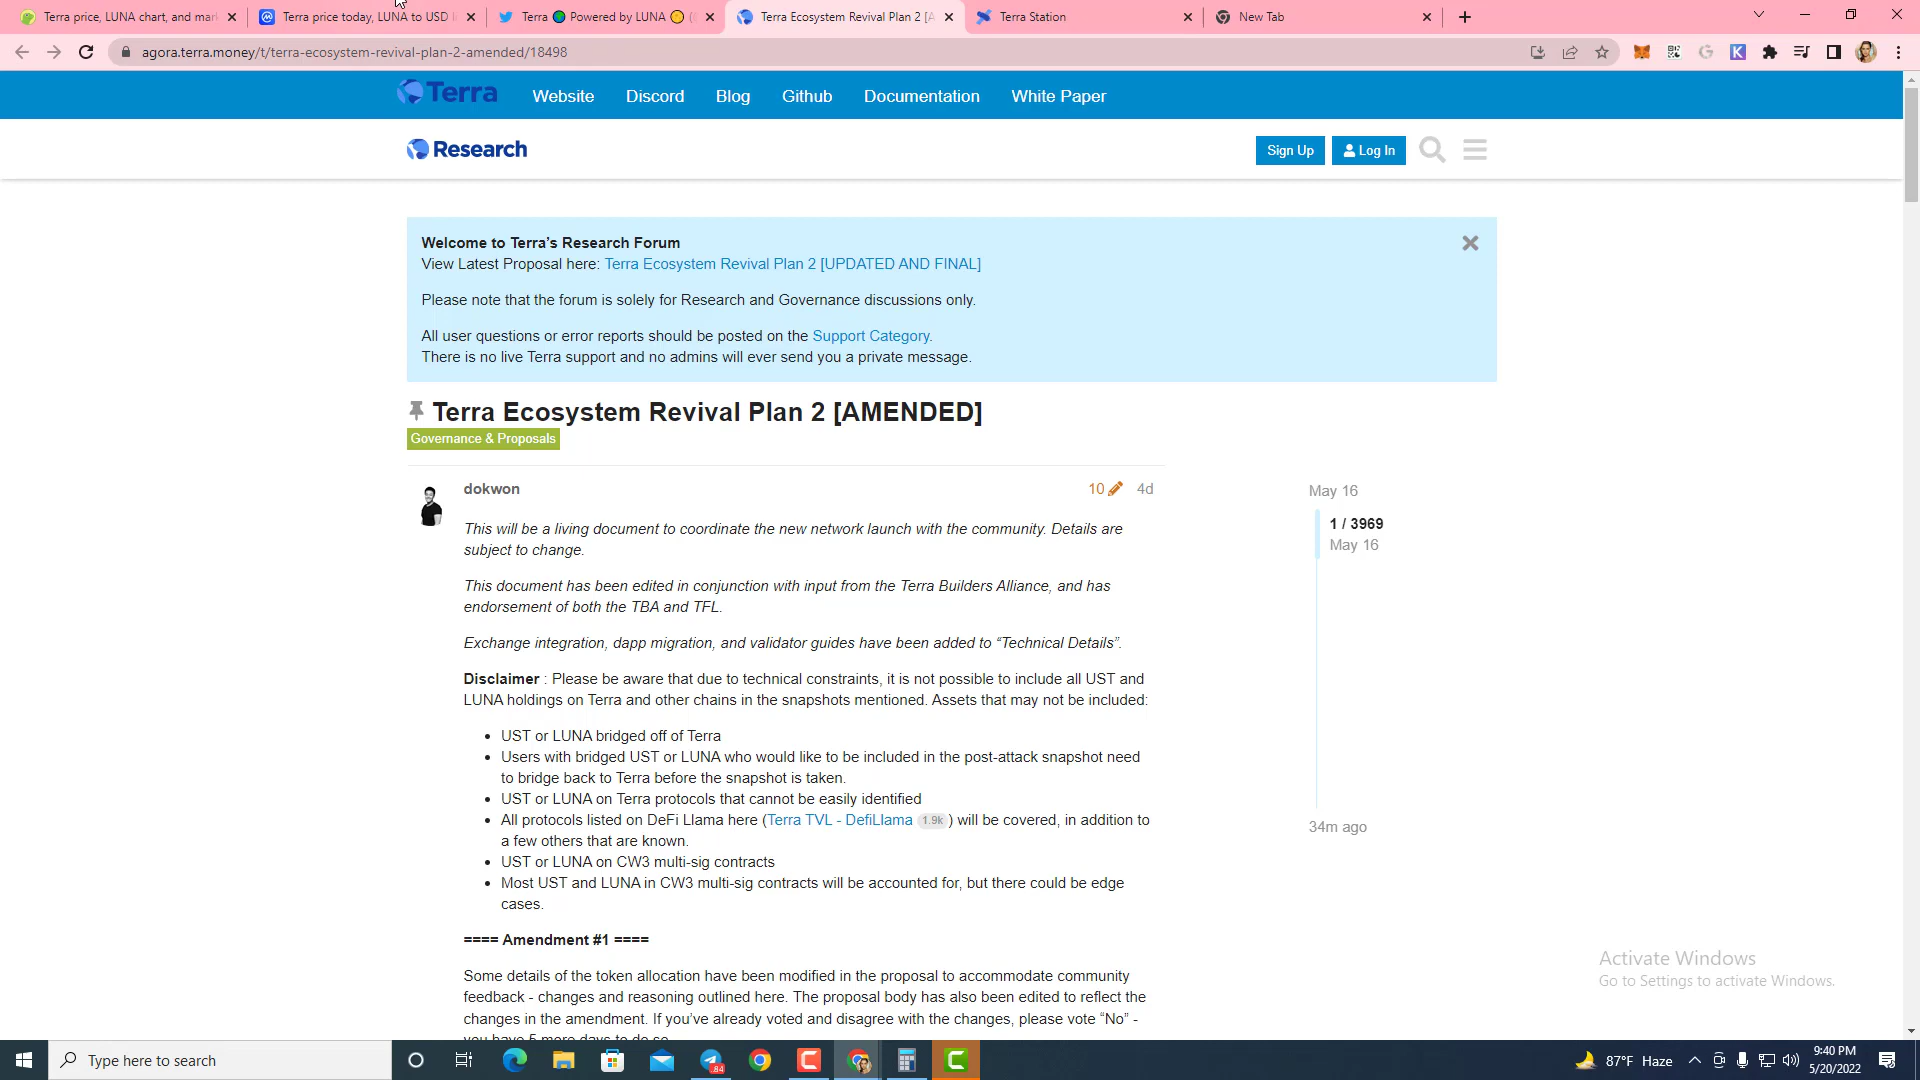 Terra price, LUNA chart, and mar
Terra price today, LUNA to USD li
Terra 🌍 Powered by LUNA 🌕 (
Terra Ecosystem Revival Plan 2 [A
Terra Station
New Tab
agora.terra.money/t/terra-ecosystem-revival-plan-2-amended/18498
Terra
Website
Discord
Blog
Github
Documentation
White Paper
Research
Sign Up
Log In
Welcome to Terra’s Research Forum
View Latest Proposal here: Terra Ecosystem Revival Plan 2 [UPDATED AND FINAL]
Please note that the forum is solely for Research and Governance discussions only.
All user questions or error reports should be posted on the Support Category.
There is no live Terra support and no admins will ever send you a private message.
Terra Ecosystem Revival Plan 2 [AMENDED]
Governance & Proposals
dokwon
10
4d
This will be a living document to coordinate the new network launch with the community. Details are
subject to change.
This document has been edited in conjunction with input from the Terra Builders Alliance, and has
endorsement of both the TBA and TFL.
Exchange integration, dapp migration, and validator guides have been added to “Technical Details”.
Disclaimer : Please be aware that due to technical constraints, it is not possible to include all UST and
LUNA holdings on Terra and other chains in the snapshots mentioned. Assets that may not be included:
• UST or LUNA bridged off of Terra
• Users with bridged UST or LUNA who would like to be included in the post-attack snapshot need
to bridge back to Terra before the snapshot is taken.
• UST or LUNA on Terra protocols that cannot be easily identified
• All protocols listed on DeFi Llama here (Terra TVL - DefiLlama 1.9k ) will be covered, in addition to
a few others that are known.
• UST or LUNA on CW3 multi-sig contracts
• Most UST and LUNA in CW3 multi-sig contracts will be accounted for, but there could be edge
cases.
==== Amendment #1 ====
Some details of the token allocation have been modified in the proposal to accommodate community
feedback - changes and reasoning outlined here. The proposal body has also been edited to reflect the
changes in the amendment. If you’ve already voted and disagree with the changes, please vote “No” -
you have 5 more days to do so.
May 16
1 / 3969
May 16
34m ago
Activate Windows
Go to Settings to activate Windows.
Type here to search
84
87°F Haze
9:40 PM
5/20/2022